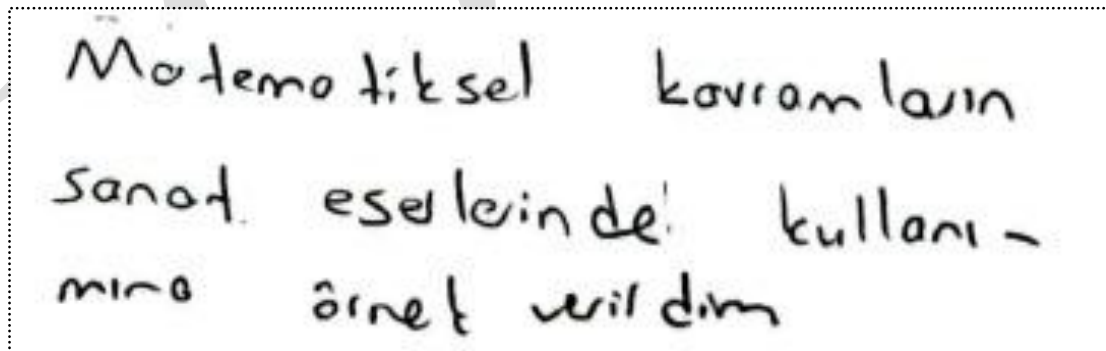 Matematiksel kavramların
sanat eserlerinde kullanı-
mına örnek verildim